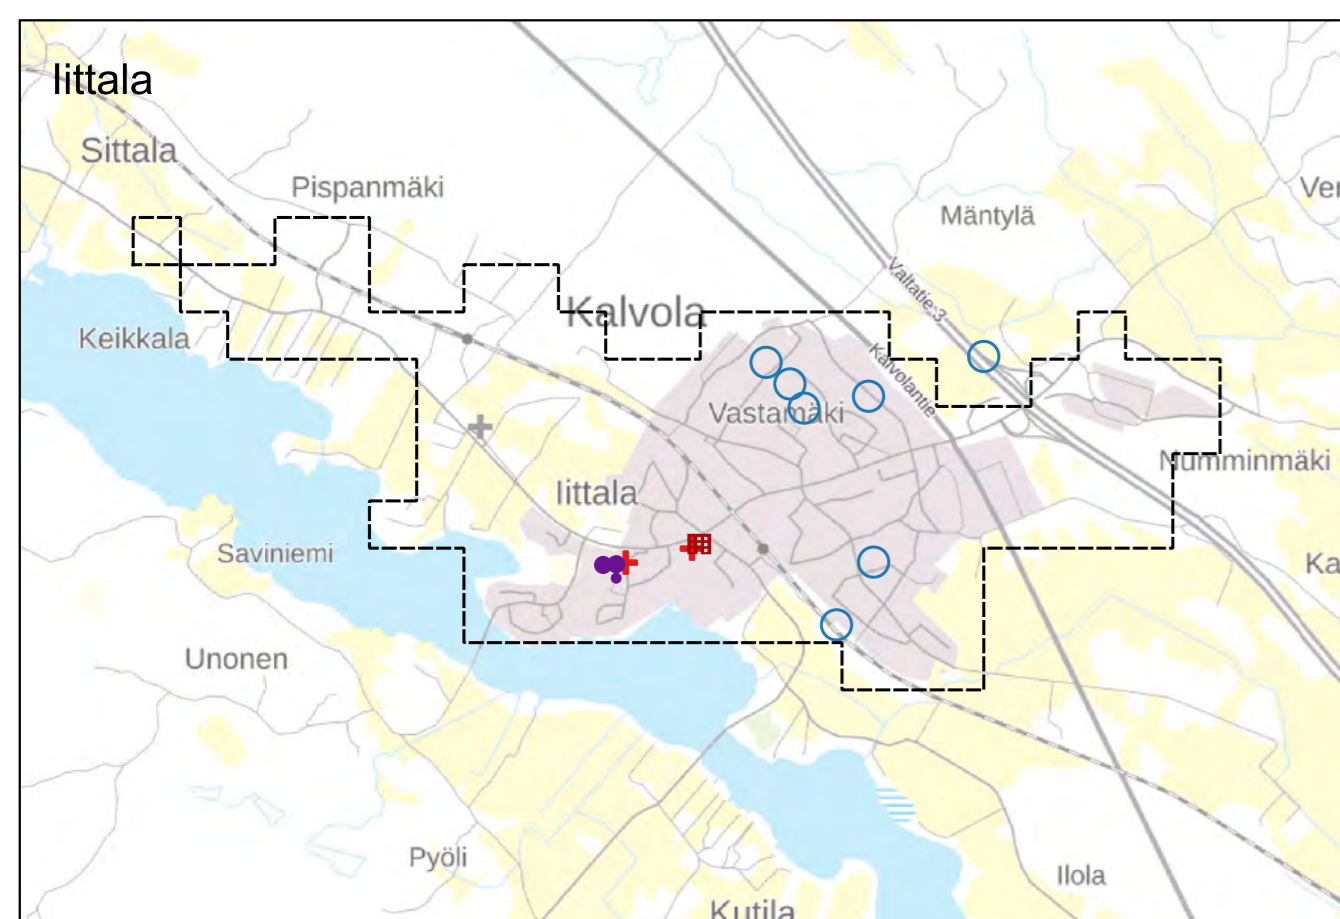 Iittala
Sittala
Pispanmäki
Ver
Mäntylä
Valtatie 3
Kalvola
Keikkala
Kalvolantie
Vastamäki
Numminmäki
Iittala
Saviniemi
Ka
Unonen
Pyöli
Ilola
Kutila